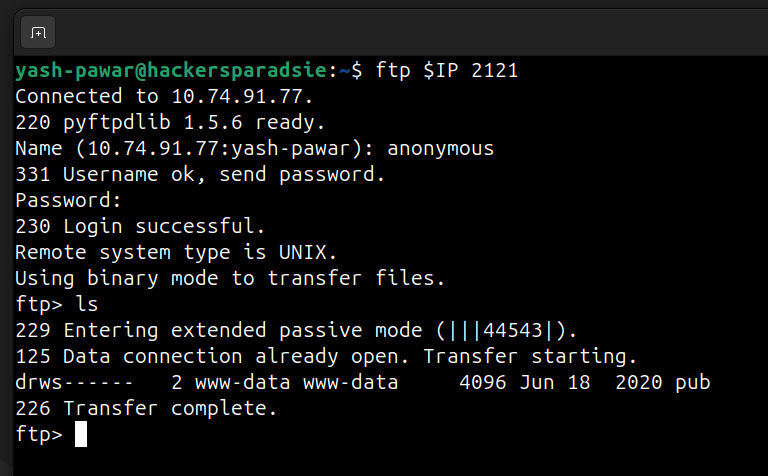 yash-pawar@hackersparadsie:~$ ftp $IP 2121
Connected to 10.74.91.77.
220 pyftpdlib 1.5.6 ready.
Name (10.74.91.77:yash-pawar): anonymous
331 Username ok, send password.
Password:
230 Login successful.
Remote system type is UNIX.
Using binary mode to transfer files.
ftp> ls
229 Entering extended passive mode (|||44543|).
125 Data connection already open. Transfer starting.
drws------   2 www-data www-data     4096 Jun 18  2020 pub
226 Transfer complete.
ftp>